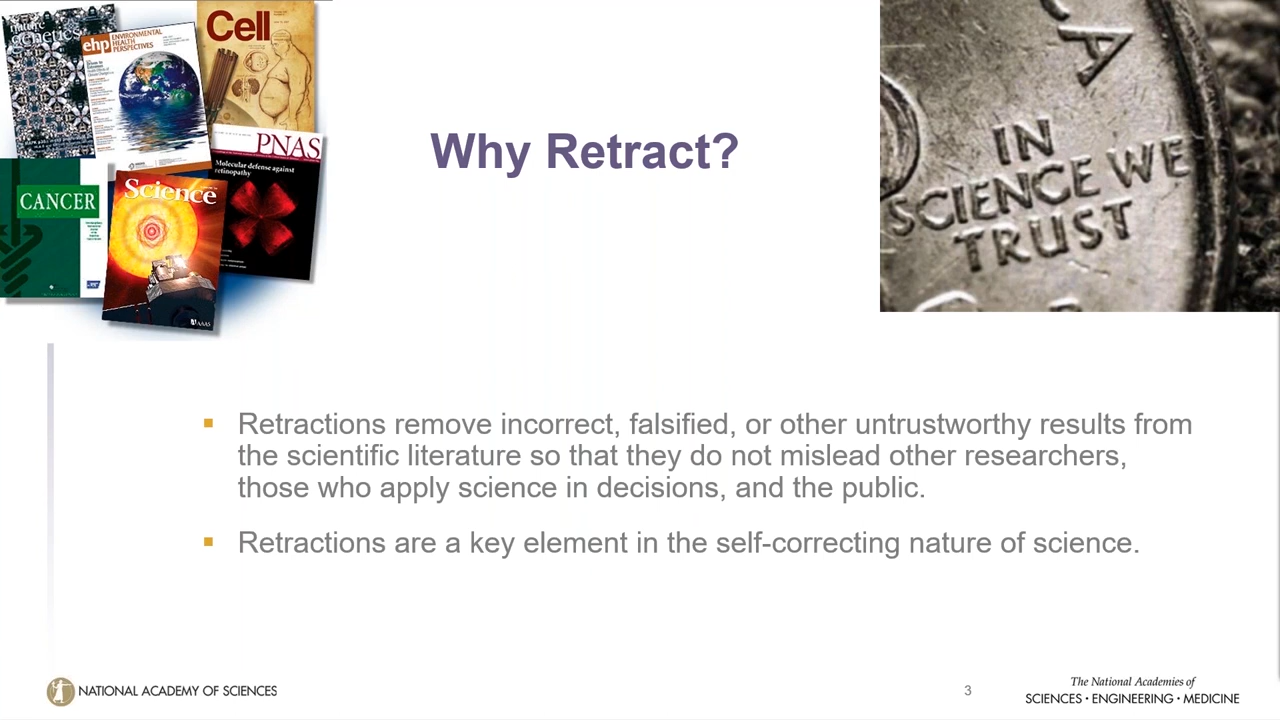 nature
genetics
ehp ENVIRONMENTAL
HEALTH
PERSPECTIVES
Cell
PNAS
Molecular defense against
retinopathy
CANCER
Science
AAAS
Why Retract?
CA
IN
SCIENCE WE
TRUST
▪ Retractions remove incorrect, falsified, or other untrustworthy results from
the scientific literature so that they do not mislead other researchers,
those who apply science in decisions, and the public.
▪ Retractions are a key element in the self-correcting nature of science.
NATIONAL ACADEMY OF SCIENCES
3
The National Academies of
SCIENCES • ENGINEERING • MEDICINE